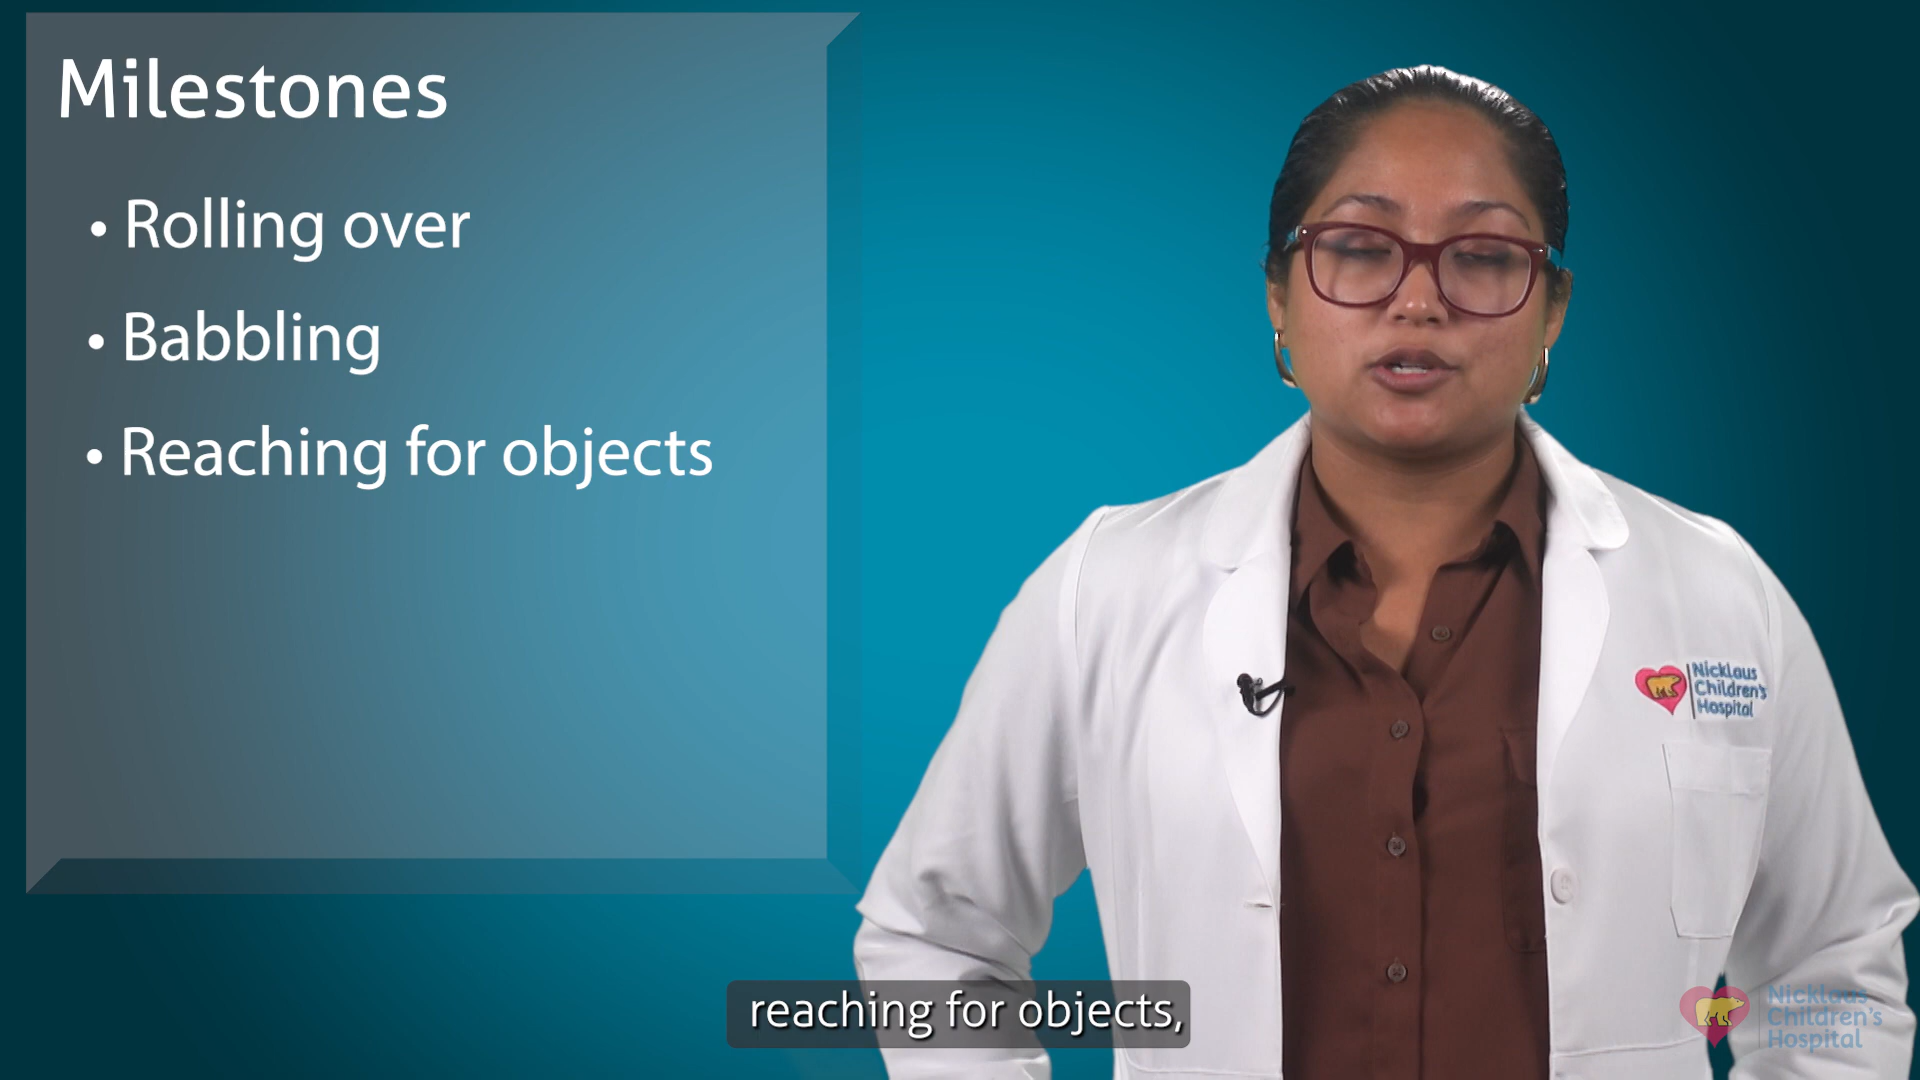 Milestones
• Rolling over
• Babbling
• Reaching for objects
Nicklaus
Children's
Hospital
reaching for objects,
Nicklaus
Children's
Hospital